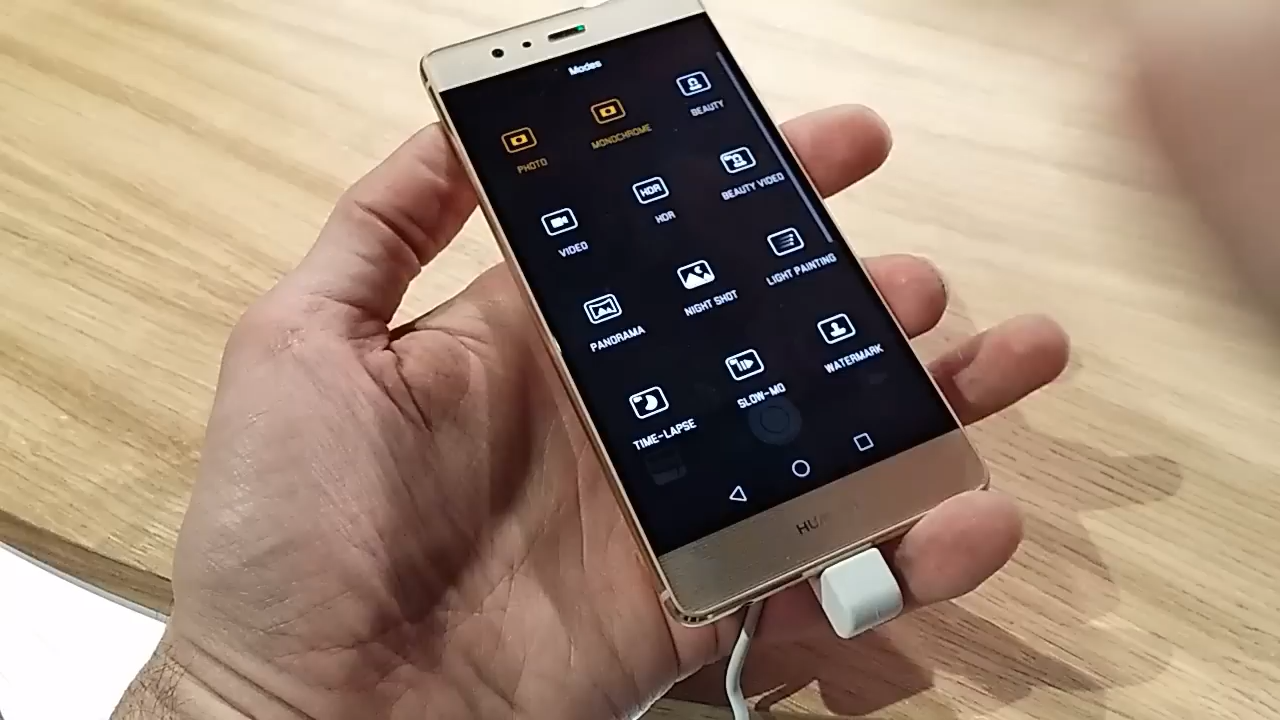 Modes
PHOTO
MONOCHROME
BEAUTY
VIDEO
HDR
HDR
BEAUTY VIDEO
PANORAMA
NIGHT SHOT
LIGHT PAINTING
TIME-LAPSE
SLOW-MO
WATERMARK